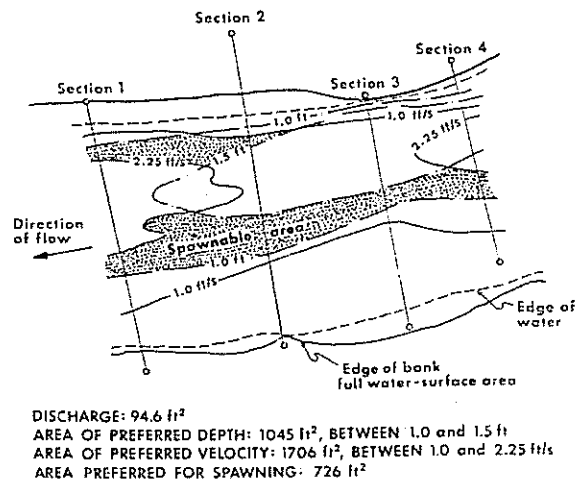 Section 2
Section 4
Section 1
Section 3
1.0 ft
1.0 ft/s
2.25 ft/s
1.5 ft
2.25 ft/s
Direction
of flow
Spawnable area
1.0 ft
1.0 ft/s
Edge of
water
Edge of bank
full water-surface area
DISCHARGE: 94.6 ft²
AREA OF PREFERRED DEPTH: 1045 ft², BETWEEN 1.0 and 1.5 ft
AREA OF PREFERRED VELOCITY: 1706 ft², BETWEEN 1.0 and 2.25 ft/s
AREA PREFERRED FOR SPAWNING: 726 ft²